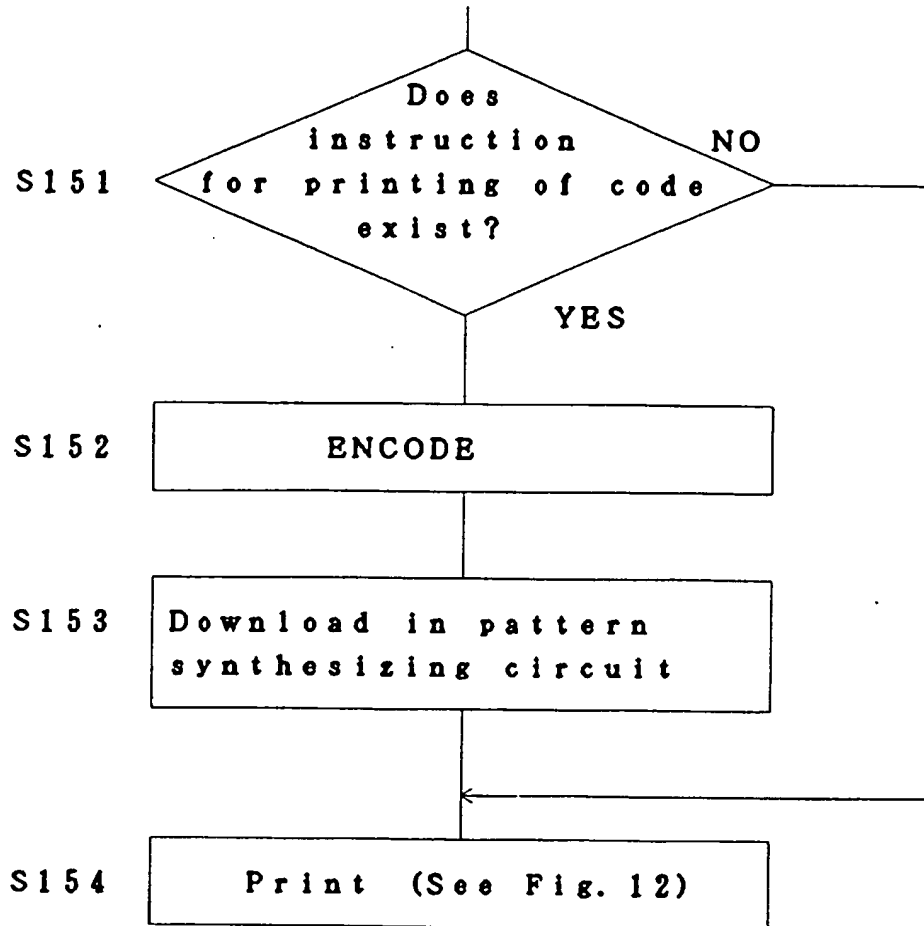 Does
instruction
NO
S151
for printing of code
exist?
YES
S152
ENCODE
S153
Download in pattern
synthesizing circuit
S154
Print (See Fig. 12)